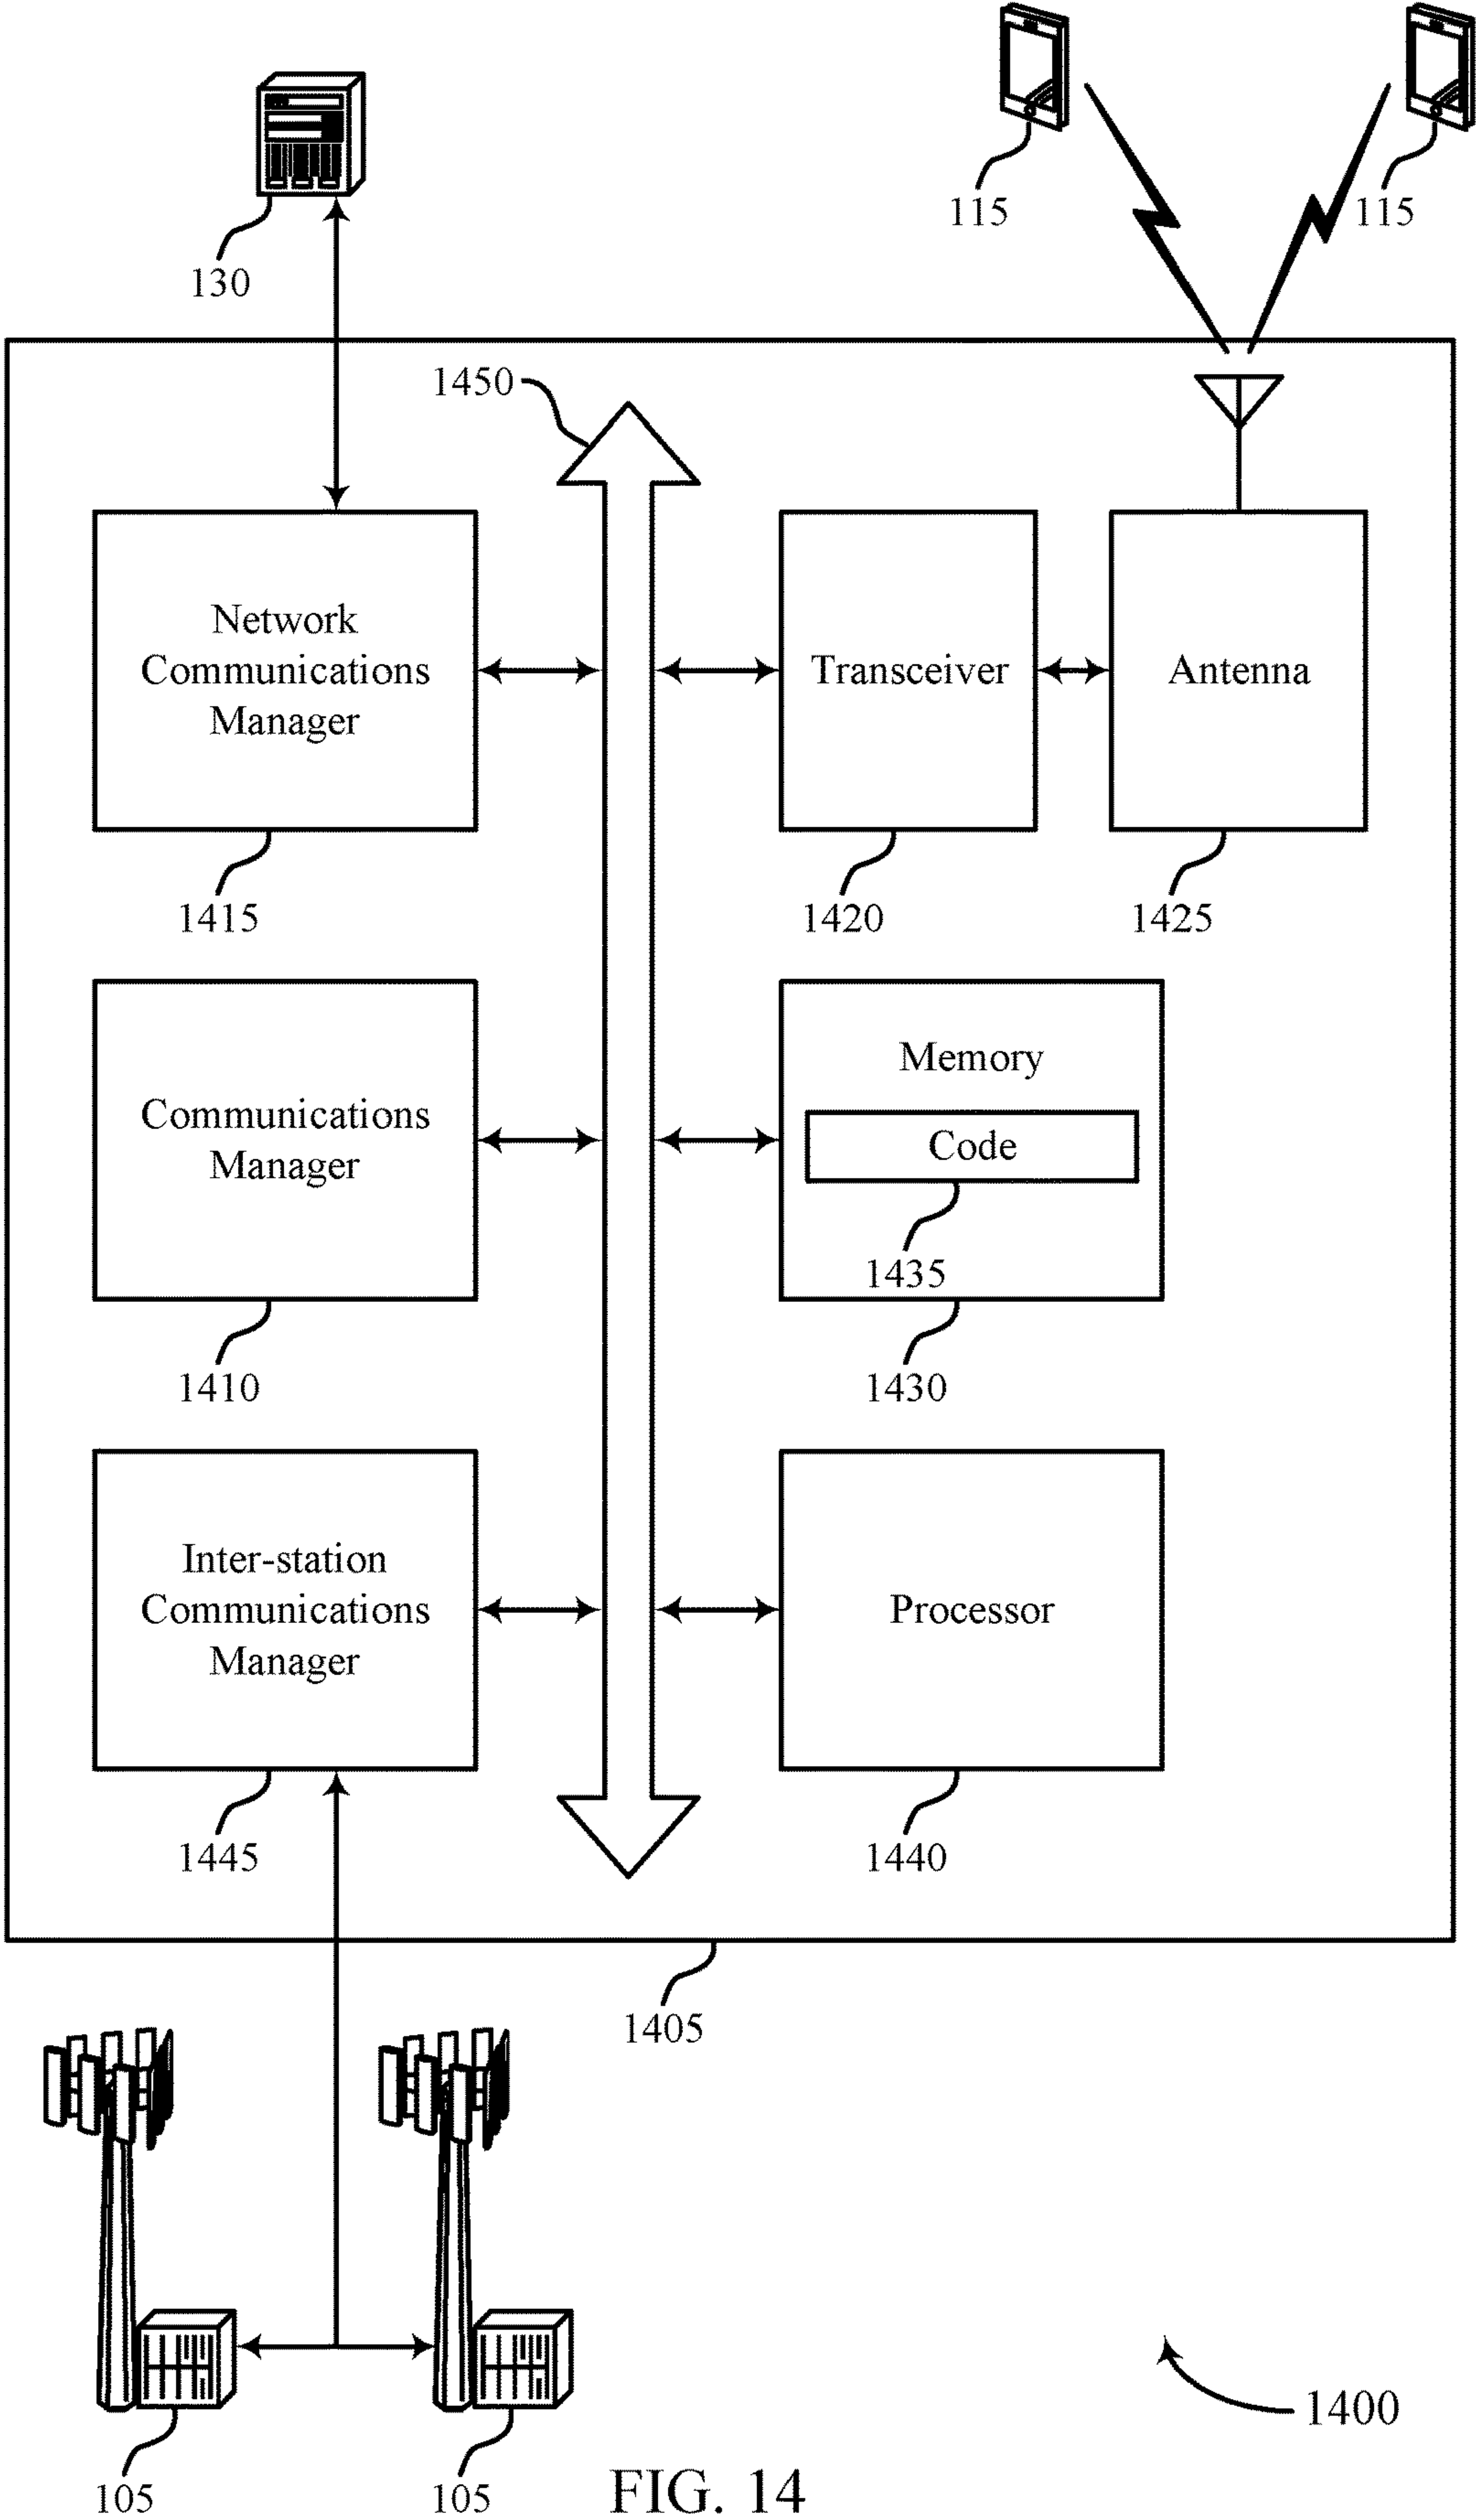 115
115
130
1450
Network
Communications
Manager
Transceiver
Antenna
1415
1420
1425
Communications
Manager
Memory
Code
1435
1410
1430
Inter-station
Communications
Manager
Processor
1445
1440
1405
1400
105
105
FIG. 14